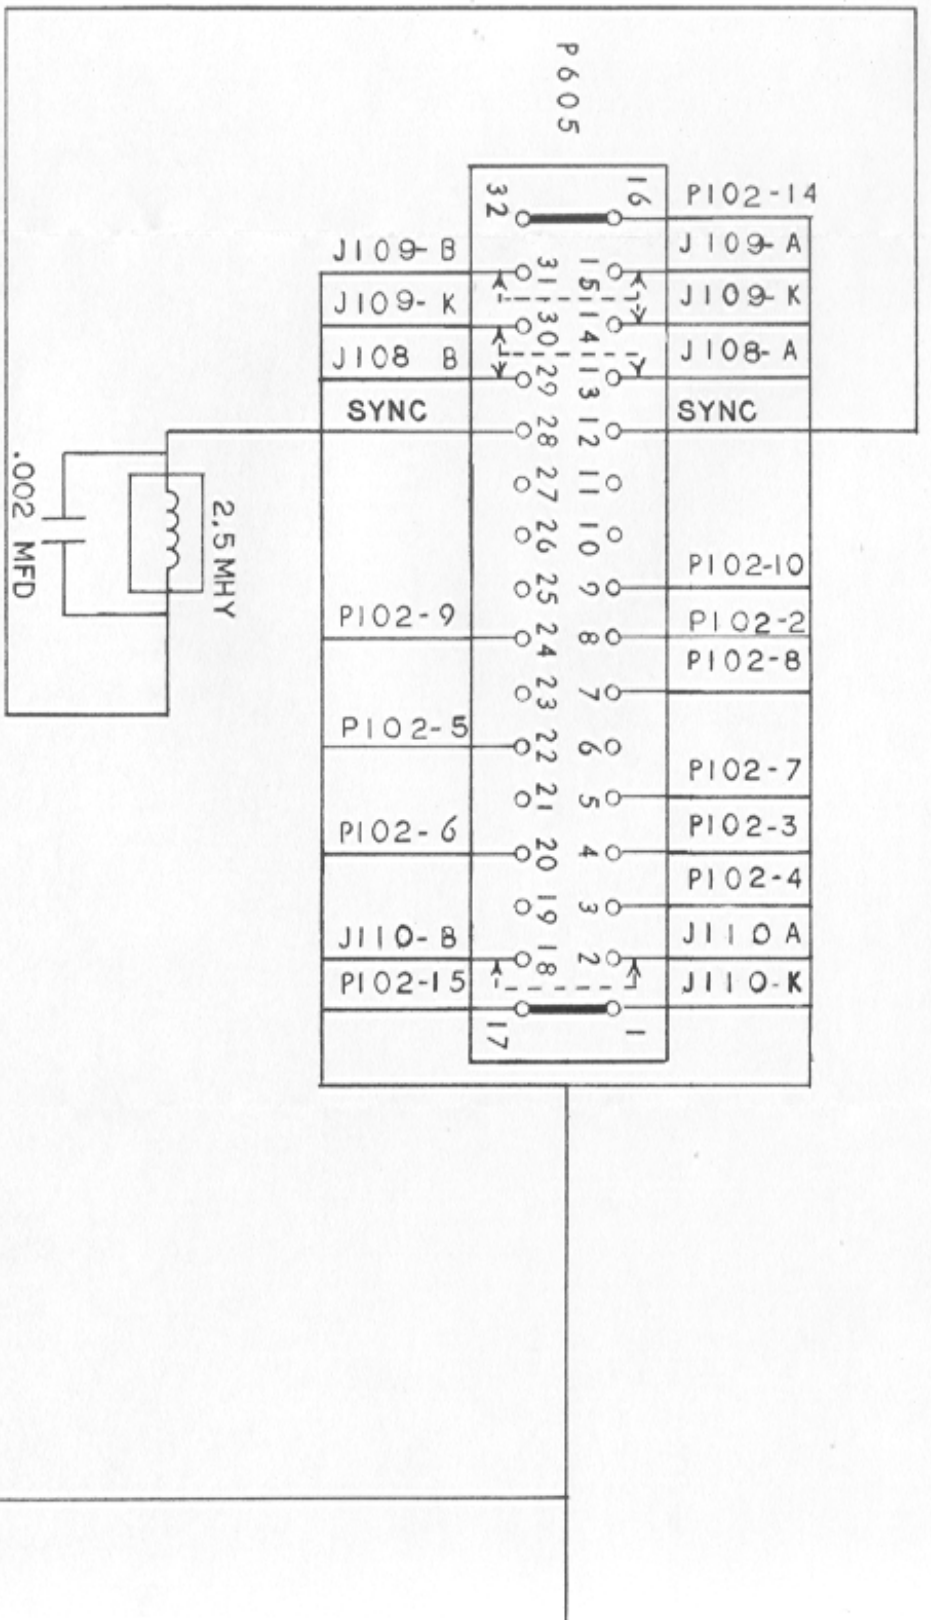 P605
16
32
P102-14
J109-A
J109-K
J108-A
SYNC
P102-10
P102-2
P102-8
P102-7
P102-3
P102-4
J110 A
J110-K
J109-B
J109-K
J108 B
SYNC
P102-9
P102-5
P102-6
J110-B
P102-15
15
14
13
12
11
10
9
8
7
6
5
4
3
2
1
31
30
29
28
27
26
25
24
23
22
21
20
19
18
17
2.5 MHY
.002 MFD